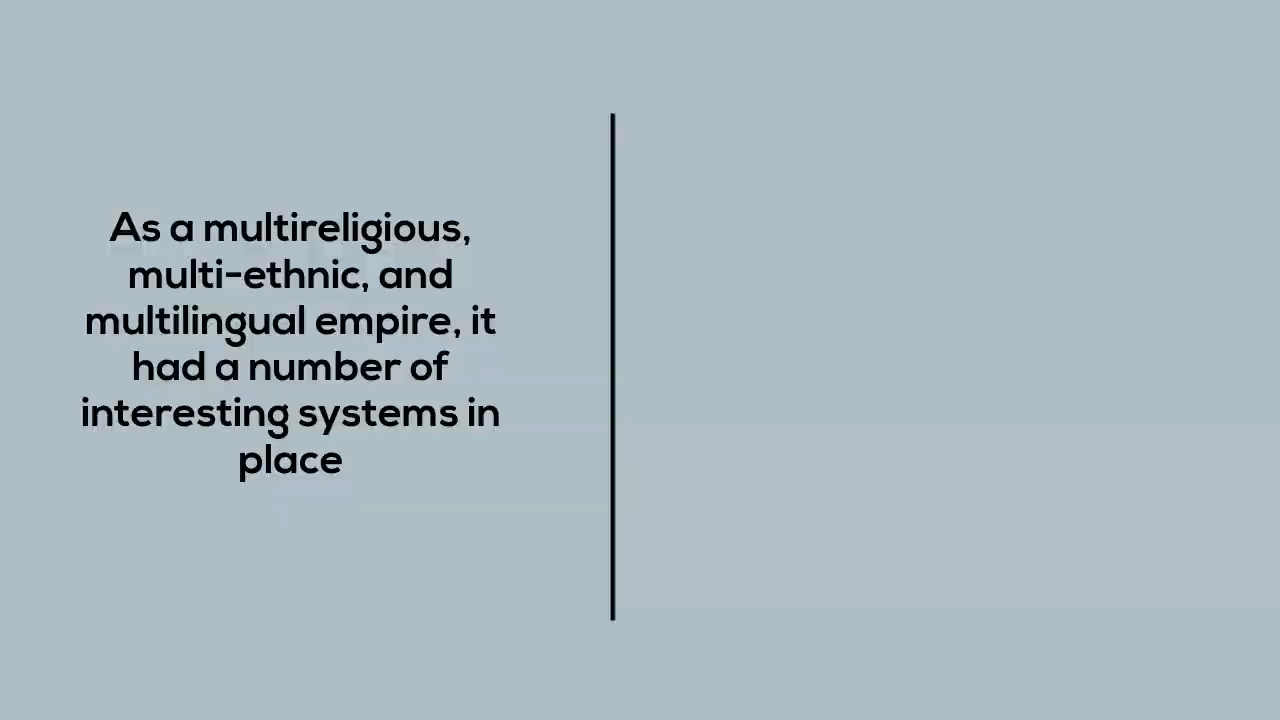 As a multireligious,
multi-ethnic, and
multilingual empire, it
had a number of
interesting systems in
place